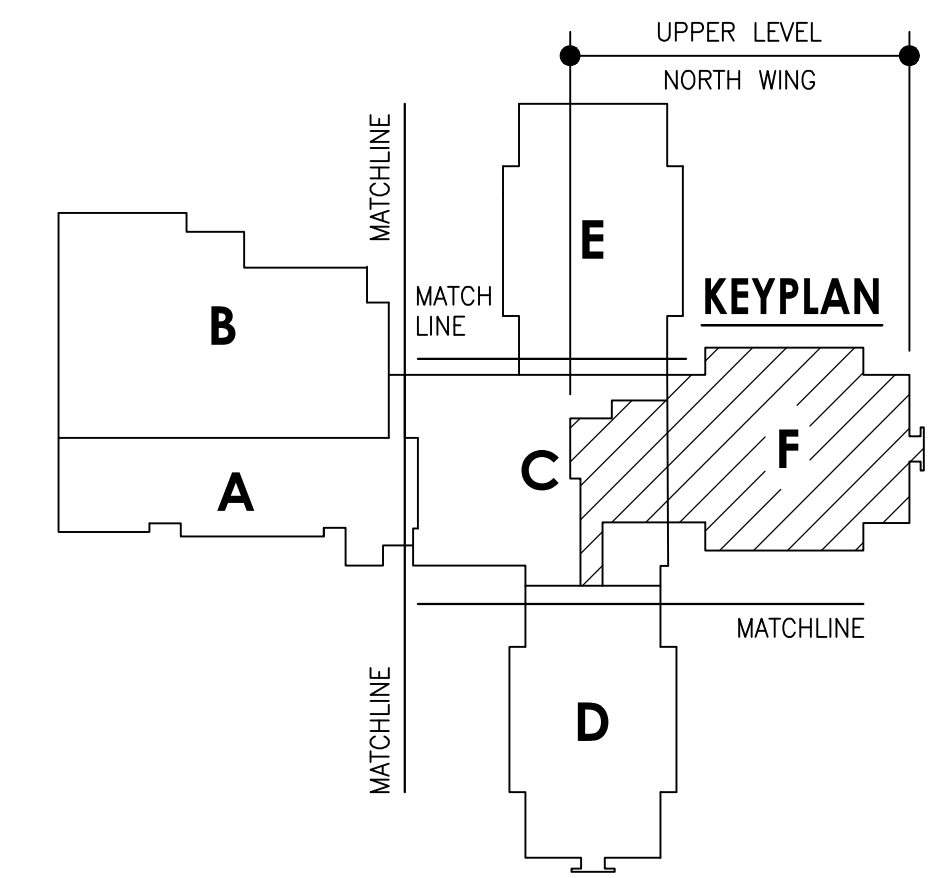 UPPER LEVEL
NORTH WING
MATCHLINE
E
MATCH
LINE
KEYPLAN
B
F
C
A
MATCHLINE
MATCHLINE
D